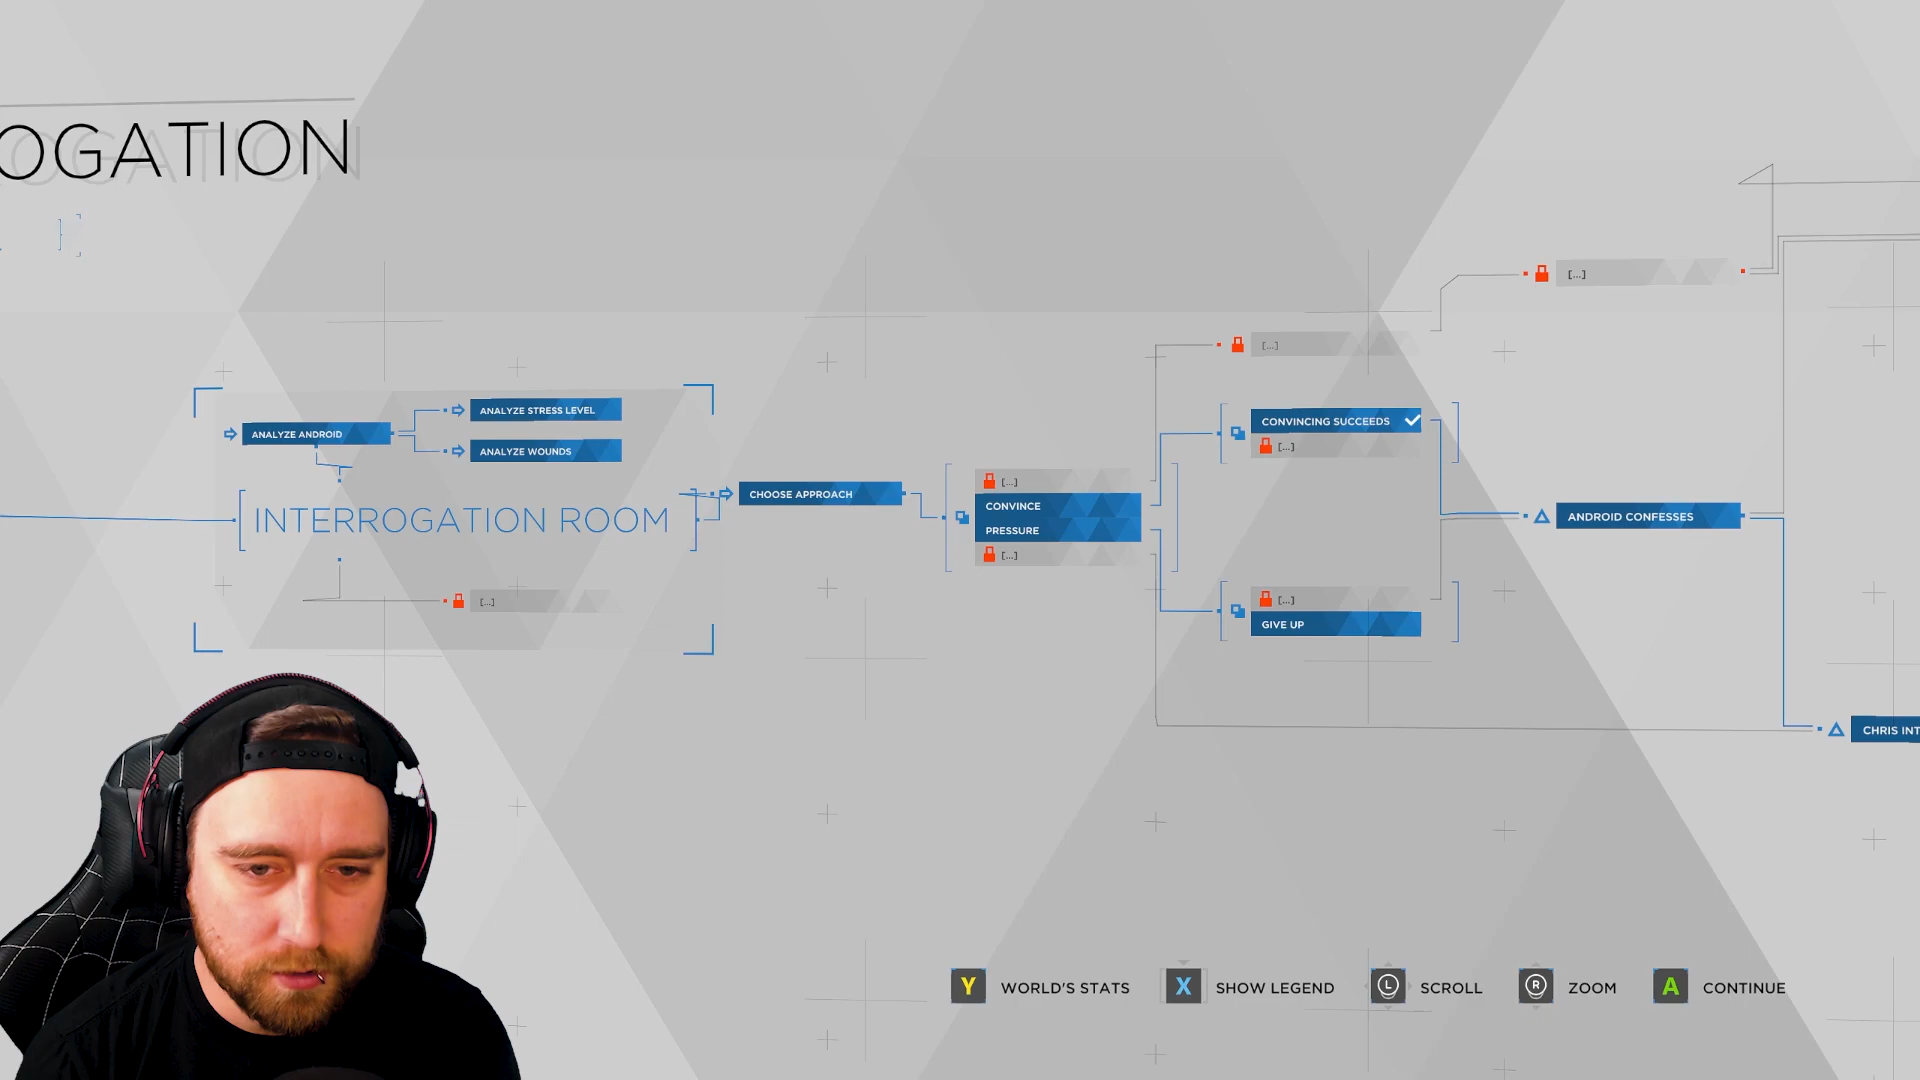 OGATION
[...]
[...]
ANALYZE STRESS LEVEL
ANALYZE ANDROID
CONVINCING SUCCEEDS
[...]
ANALYZE WOUNDS
[...]
CHOOSE APPROACH
CONVINCE
INTERROGATION ROOM
ANDROID CONFESSES
PRESSURE
[...]
[...]
[...]
GIVE UP
CHRIS INT
Y WORLD'S STATS
X SHOW LEGEND
L SCROLL
R ZOOM
A CONTINUE